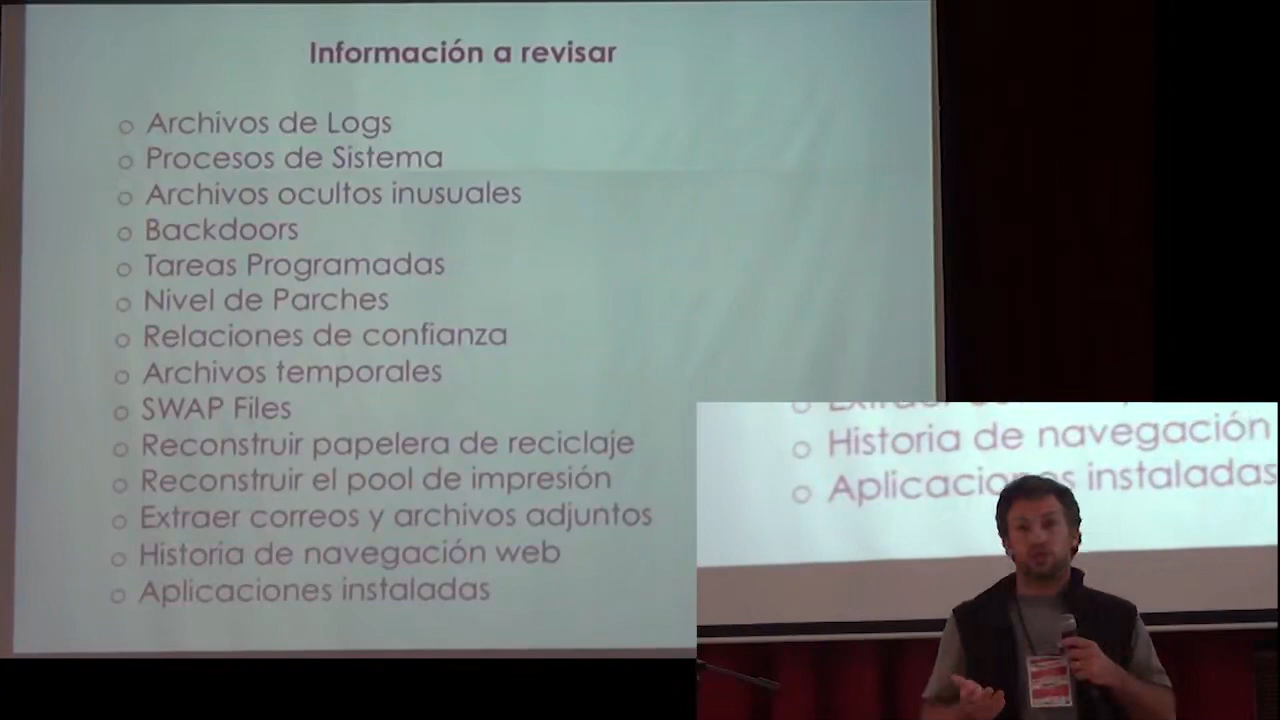 Información a revisar
Archivos de Logs
Procesos de Sistema
Archivos ocultos inusuales
Backdoors
Tareas Programadas
Nivel de Parches
Relaciones de confianza
Archivos temporales
SWAP Files
Reconstruir papelera de reciclaje
Reconstruir el pool de impresión
Extraer correos y archivos adjuntos
Historia de navegación web
Aplicaciones instaladas
Historia de navegación
Aplicaciones instaladas